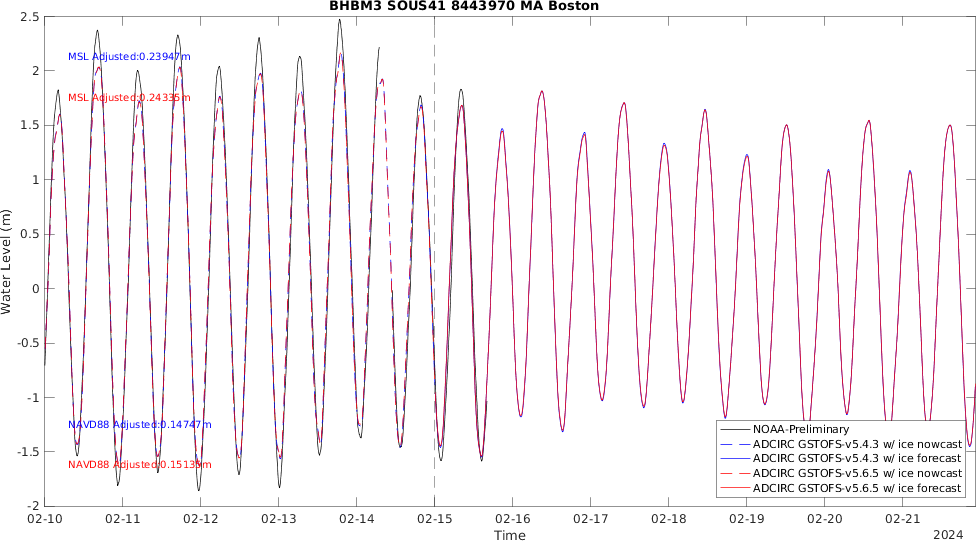 BHBM3 SOUS41 8443970 MA Boston
2.5
2
1.5
1
0.5
0
-0.5
-1
-1.5
-2
Water Level (m)
MSL Adjusted:0.23947m
MSL Adjusted:0.24335m
NAVD88 Adjusted:0.14747m
NAVD88 Adjusted:0.15135m
NOAA-Preliminary
ADCIRC GSTOFS-v5.4.3 w/ ice nowcast
ADCIRC GSTOFS-v5.4.3 w/ ice forecast
ADCIRC GSTOFS-v5.6.5 w/ ice nowcast
ADCIRC GSTOFS-v5.6.5 w/ ice forecast
02-10 02-11 02-12 02-13 02-14 02-15 02-16 02-17 02-18 02-19 02-20 02-21
Time
2024